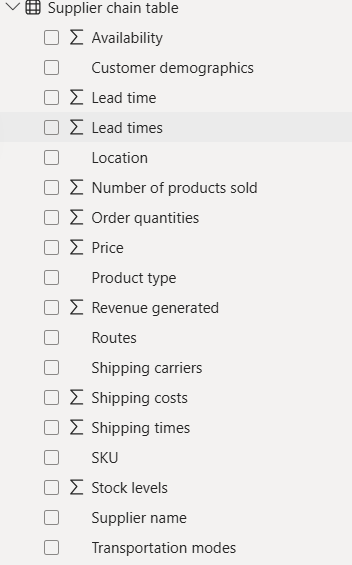 Supplier chain table
Σ Availability
Customer demographics
Σ Lead time
Σ Lead times
Location
Σ Number of products sold
Σ Order quantities
Σ Price
Product type
Σ Revenue generated
Routes
Shipping carriers
Σ Shipping costs
Σ Shipping times
SKU
Σ Stock levels
Supplier name
Transportation modes